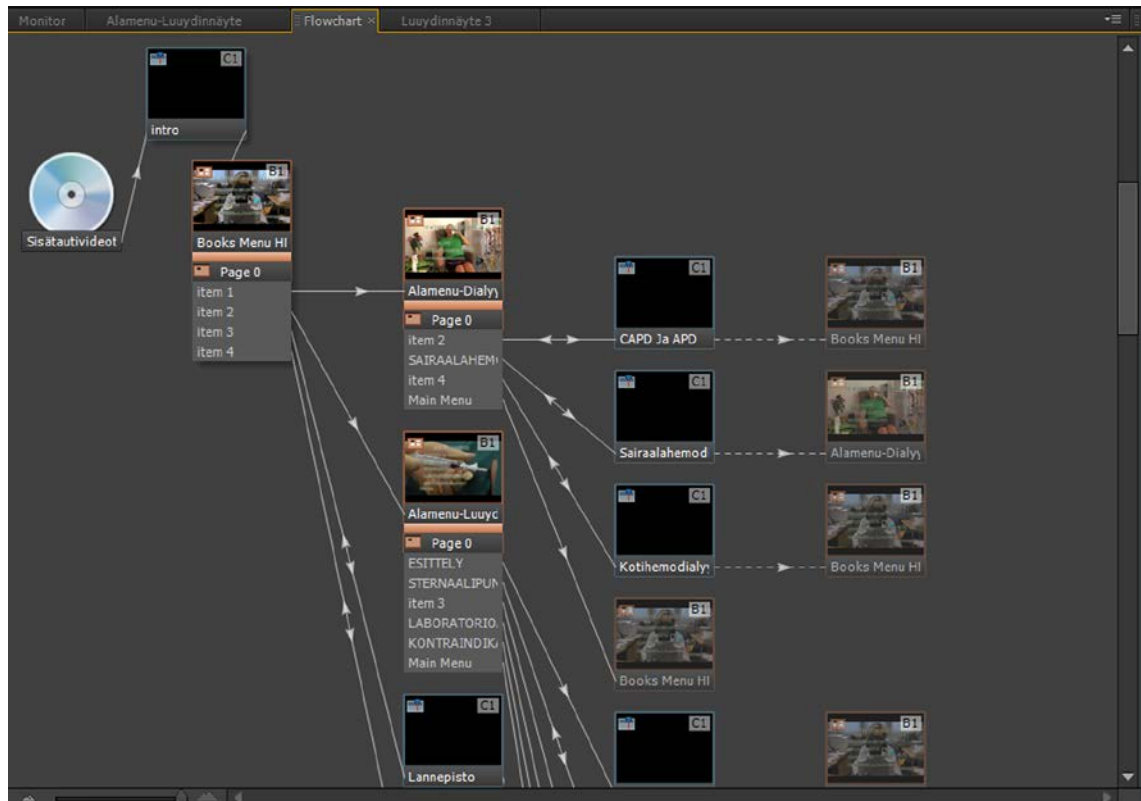 Monitor
Alamenu-Luuydinnäyte
Flowchart
Luuydinnäyte 3
C1
intro
Sisätautivideot
B1
Books Menu HI
Page 0
item 1
item 2
item 3
item 4
B1
Alamenu-Dialy
Page 0
item 2
SAIRAALAHEM
item 4
Main Menu
C1
CAPD Ja APD
B1
Books Menu HI
C1
Sairaalahemod
B1
Alamenu-Dialy
C1
Kotihemodialy
B1
Books Menu HI
B1
Alamenu-Luuyd
Page 0
ESITTELY
STERNAALIPUN
item 3
LABORATORIO
KONTRAINDIK
Main Menu
B1
Books Menu HI
C1
Lannepisto
C1
B1